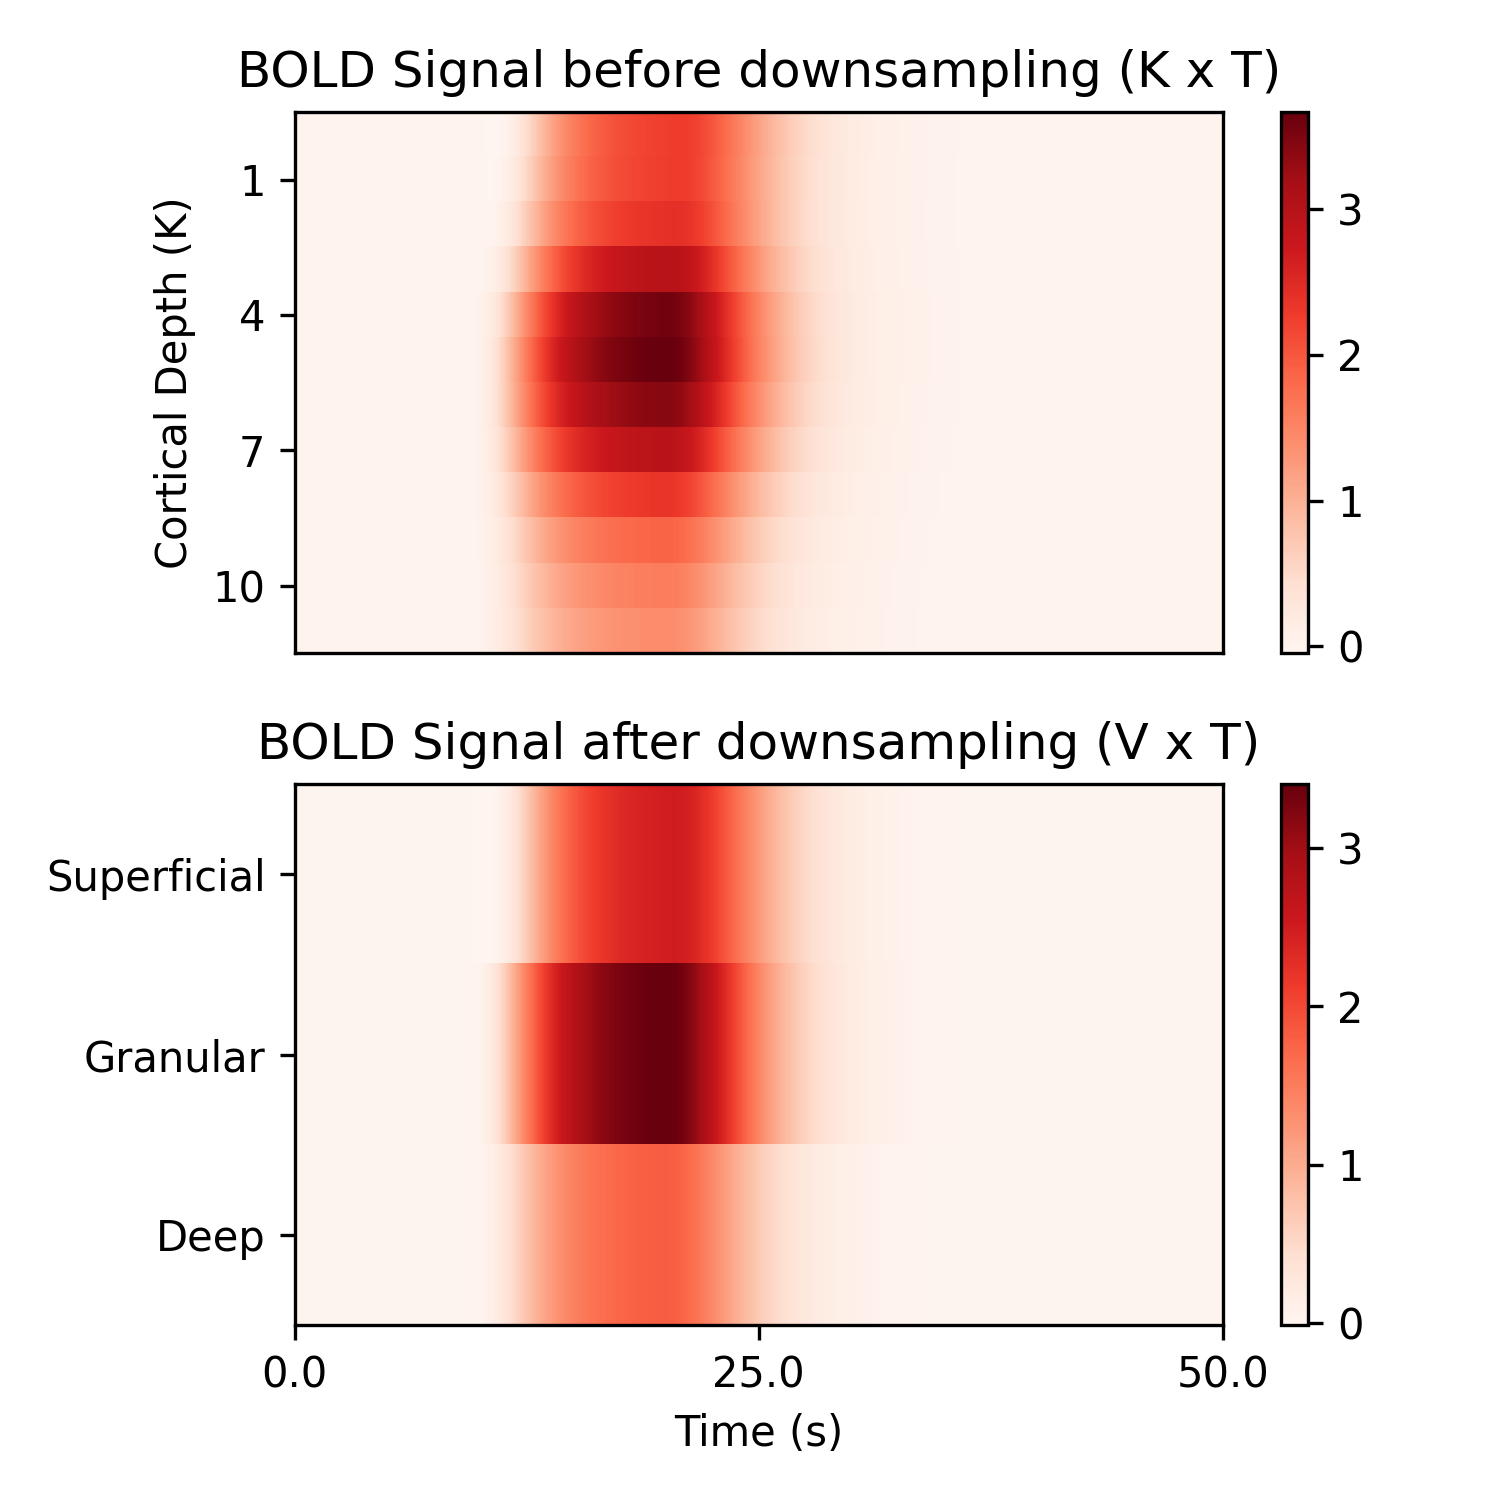 BOLD Signal before downsampling (K x T)
Cortical Depth (K)
1
4
7
10
3
2
1
0
BOLD Signal after downsampling (V x T)
Superficial
Granular
Deep
3
2
1
0
0.0
25.0
50.0
Time (s)